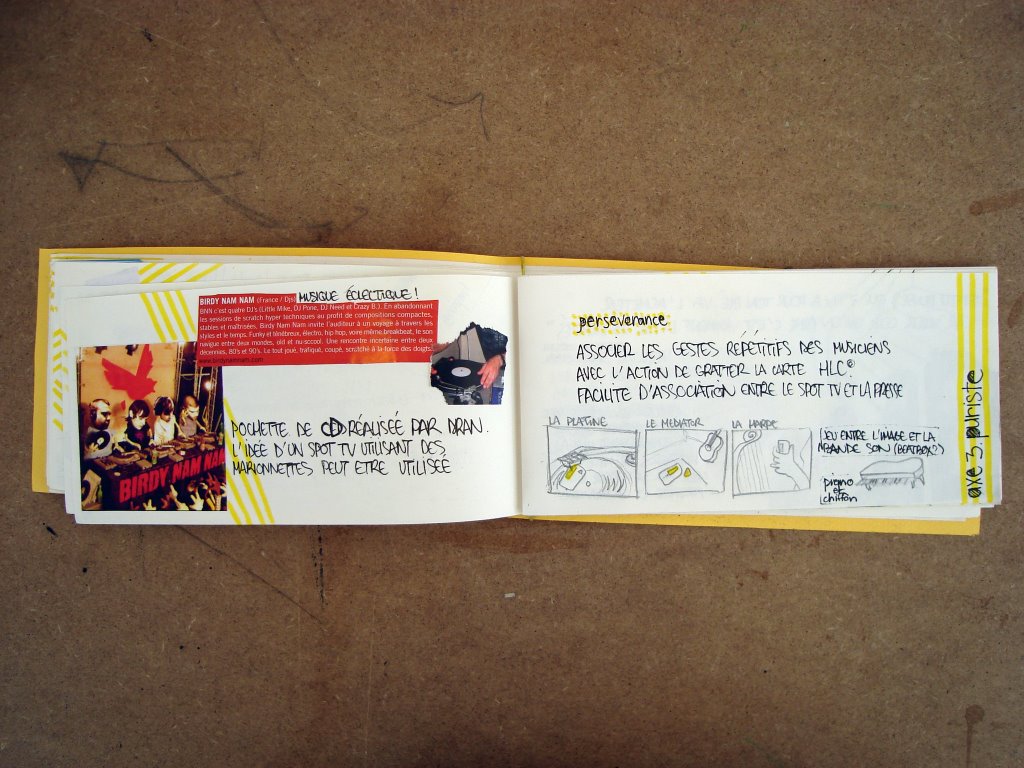 BIRDY NAM NAM (France / Djs)
MUSIQUE ÉCLECTIQUE !
BNN c'est quatre DJ's (Little Mike, DJ Pone, DJ Need et Crazy B.). En abandonnant
les sessions de scratch hyper techniques au profit de compositions compactes,
stables et maîtrisées, Birdy Nam Nam invite l'auditeur à un voyage à travers les
styles et le temps. Funky et ténébreux, électro, hip hop, voire même breakbeat, le son
navigue entre deux mondes, old et nu-scool. Une rencontre incertaine entre deux
décennies, 80's et 90's. Le tout joué, trafiqué, coupé, scratché à la force des doigts.
www.birdynamnam.com
BIRDY NAM NAM
POCHETTE DE CD RÉALISÉE PAR DRAN.
L'IDÉE D'UN SPOT TV UTILISANT DES
MARIONNETTES PEUT ETRE UTILISÉE
perseverance
ASSOCIER LES GESTES REPÉTITIFS DES MUSICIENS
AVEC L'ACTION DE GRATTER LA CARTE HLC.
FACILITE D'ASSOCIATION ENTRE LE SPOT TV ET LA PRESSE
LA PLATINE
LE MEDIATOR
LA HARPE
JEU ENTRE L'IMAGE ET LA
BANDE SON (BEATBOX?)
piano
et
chiffon
axe 3. puriste